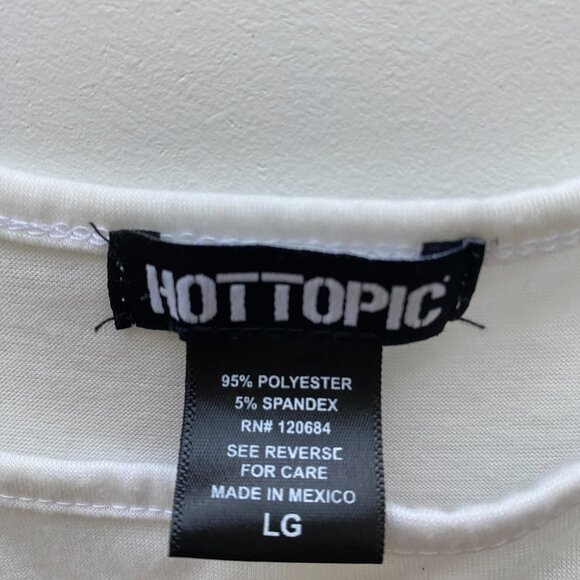 HOTTOPIC
95% POLYESTER
5% SPANDEX
RN# 120684
SEE REVERSE
FOR CARE
MADE IN MEXICO
LG